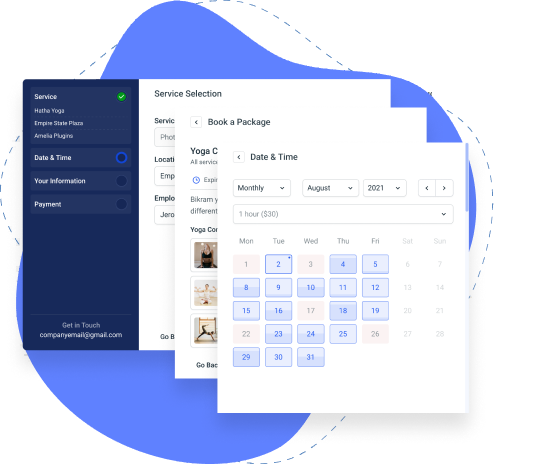 Service
Hatha Yoga
Empire State Plaza
Amelia Plugins
Date & Time
Your Information
Payment
Get in Touch
companyemail@gmail.com
Service Selection
Servic
Phot
Locati
Emp
Emplo
Jero
Go B
Book a Package
Yoga C
All service
Expi
Bikram y
different
Yoga Cor
Go Bac
Date & Time
Monthly
August
2021
1 hour ($30)
Mon Tue Wed Thu Fri Sat Sun
1 2 3 4 5 6 7
8 9 10 11 12 13 14
15 16 17 18 19 20 21
22 23 24 25 26 27 28
29 30 31